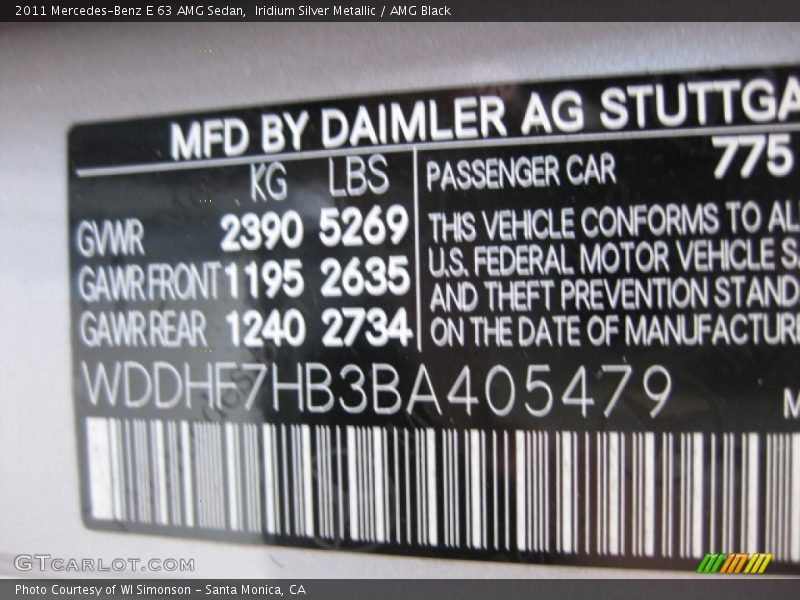 2011 Mercedes-Benz E 63 AMG Sedan,  Iridium Silver Metallic / AMG Black
MFD BY DAIMLER AG STUTTGA
KG LBS
GVWR 2390 5269
GAWR FRONT 1195 2635
GAWR REAR 1240 2734
PASSENGER CAR 775
THIS VEHICLE CONFORMS TO AL
U.S. FEDERAL MOTOR VEHICLE S
AND THEFT PREVENTION STAND
ON THE DATE OF MANUFACTURE
WDDHF7HB3BA405479 M
GTcarlot.com
Photo Courtesy of WI Simonson - Santa Monica, CA